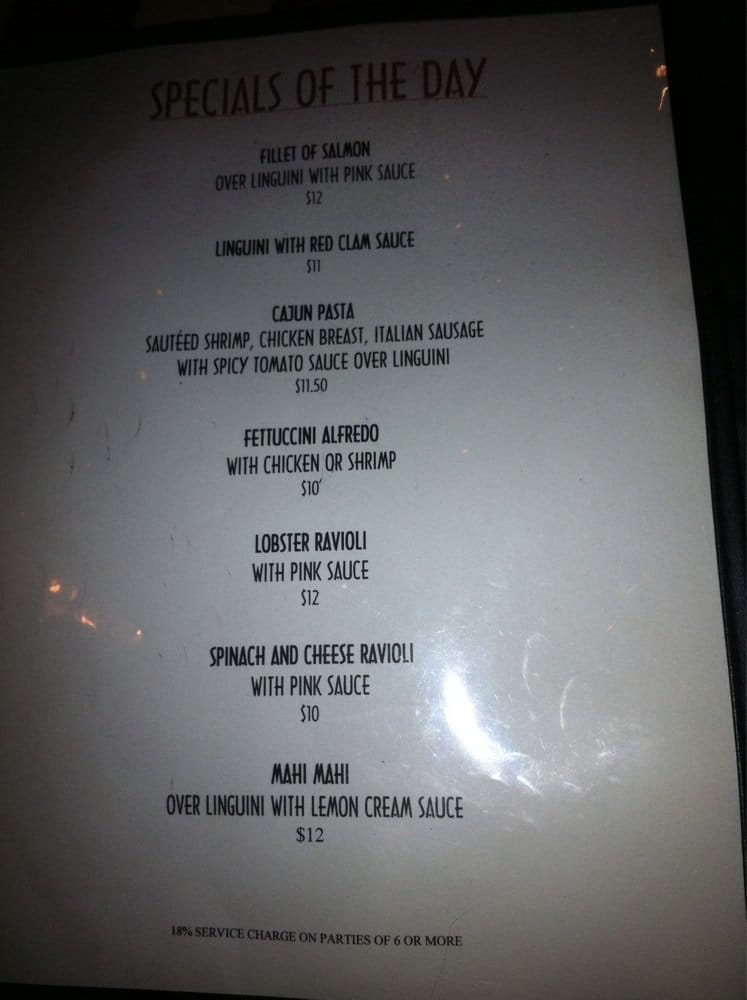 SPECIALS OF THE DAY
FILLET OF SALMON
OVER LINGUINI WITH PINK SAUCE
$12
LINGUINI WITH RED CLAM SAUCE
$11
CAJUN PASTA
SAUTÉED SHRIMP, CHICKEN BREAST, ITALIAN SAUSAGE
WITH SPICY TOMATO SAUCE OVER LINGUINI
$11.50
FETTUCCINI ALFREDO
WITH CHICKEN OR SHRIMP
$10
LOBSTER RAVIOLI
WITH PINK SAUCE
$12
SPINACH AND CHEESE RAVIOLI
WITH PINK SAUCE
$10
MAHI MAHI
OVER LINGUINI WITH LEMON CREAM SAUCE
$12
18% SERVICE CHARGE ON PARTIES OF 6 OR MORE